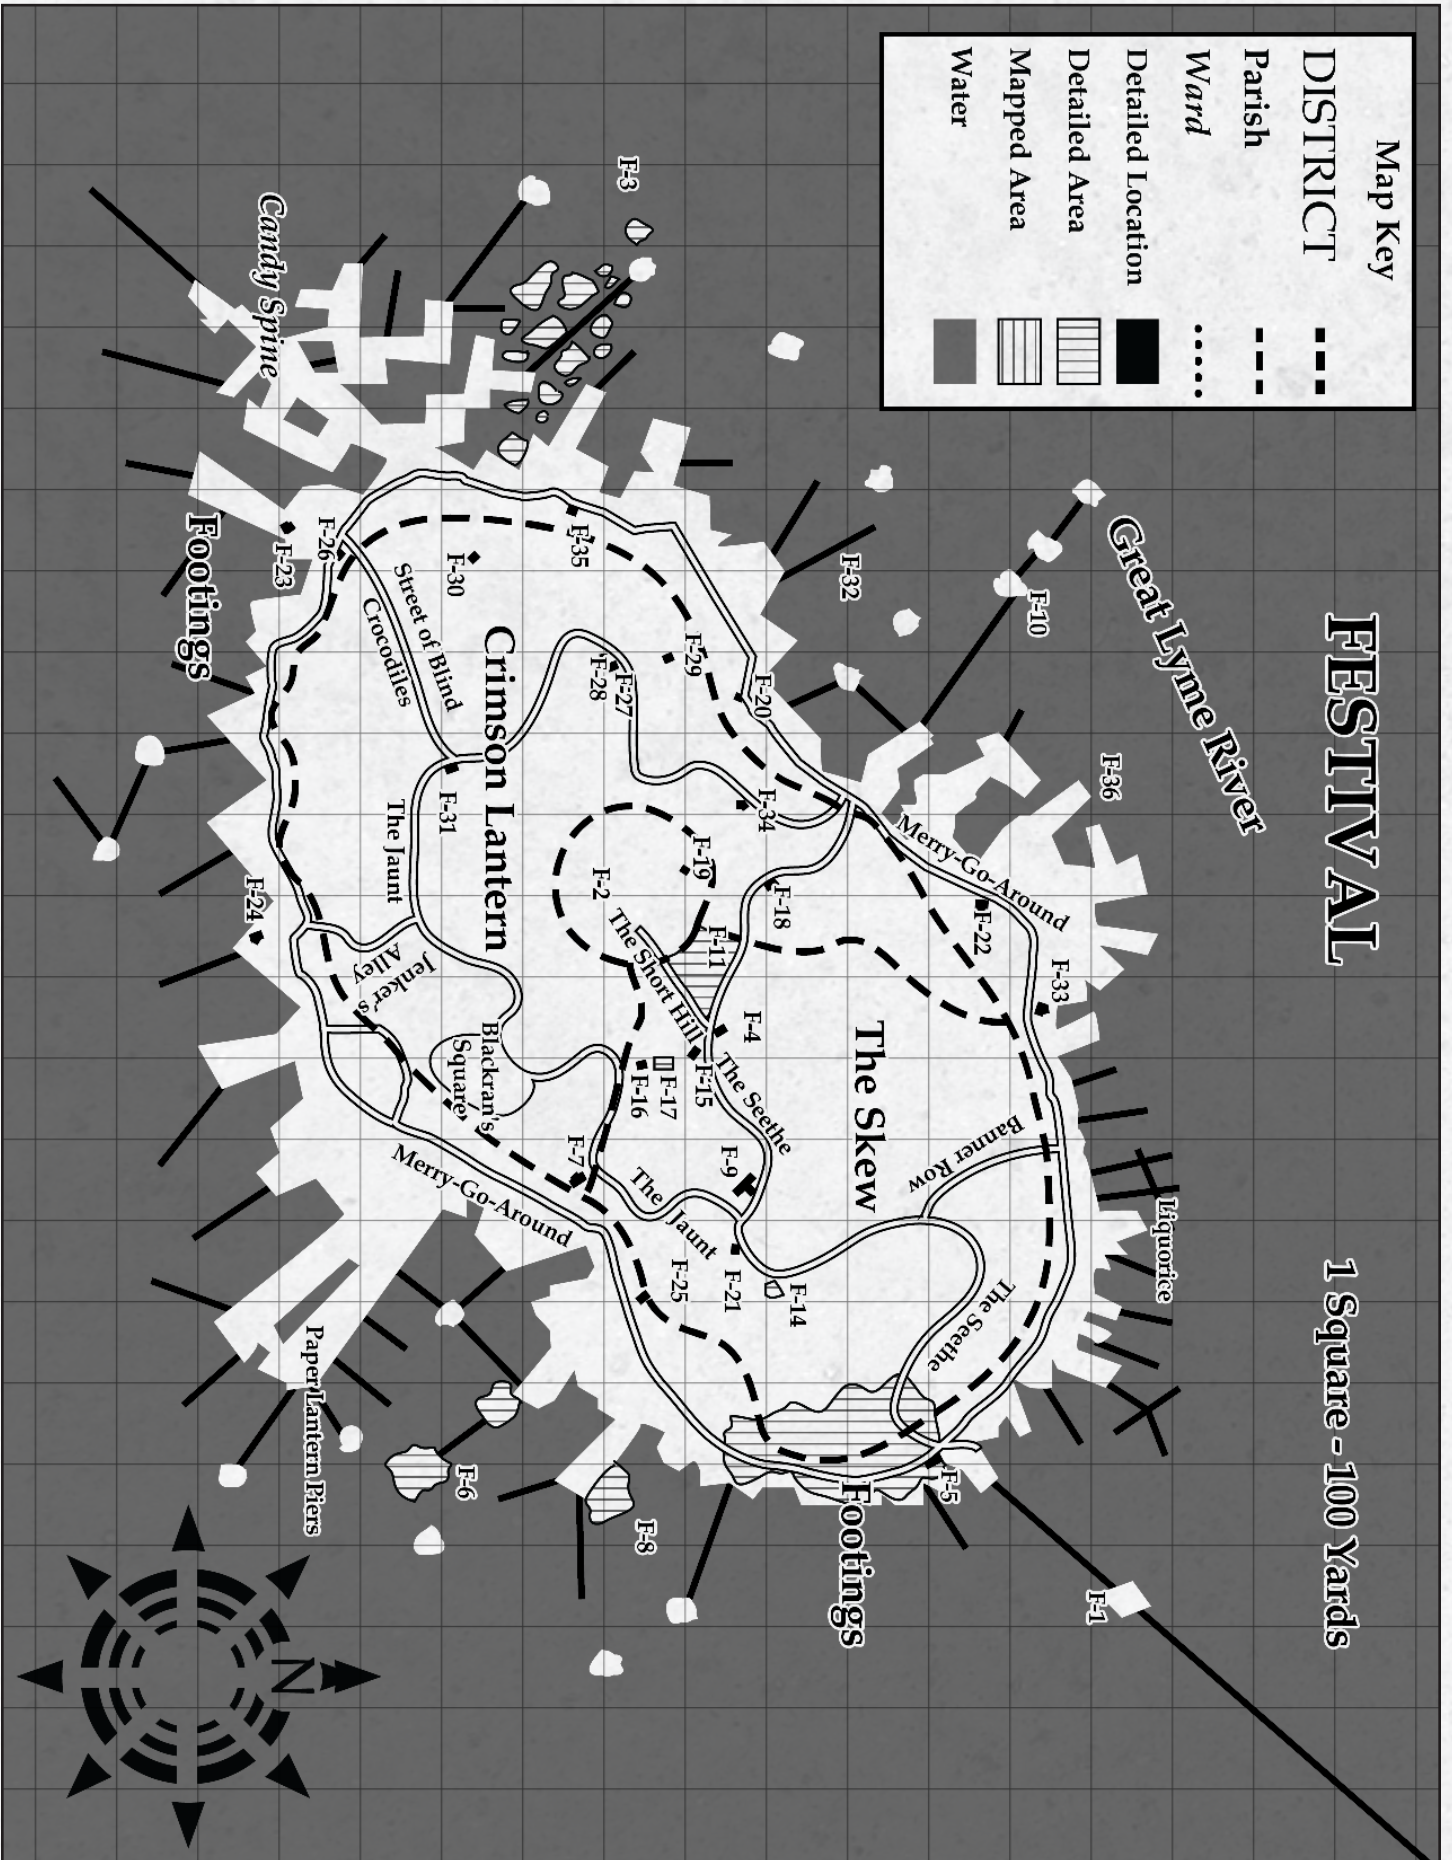 FESTIVAL
1 Square - 100 Yards
Map Key
DISTRICT
Parish
Ward
Detailed Location
Detailed Area
Mapped Area
Water
Great Lyme River
F-36
F-10
F-32
F-33
F-22
F-1
Merry-Go-Around
Liquorice
Banner Row
The Seethe
The Skew
F-5
Footings
F-20
F-34
F-18
F-4
F-14
The Seethe
F-9
F-21
F-29
F-19
F-11
F-15
The
Jaunt
F-25
F-3
F-27
F-28
F-2
The Short Hill
F-17
F-16
F-8
F-35
F-7
Crimson Lantern
Blackran's
Square
F-6
F-30
F-31
Merry-Go-Around
Street of Blind
Crocodiles
The Jaunt
Jenker's
Alley
F-26
Paper Lantern Piers
Candy Spine
F-23
F-24
Footings
N